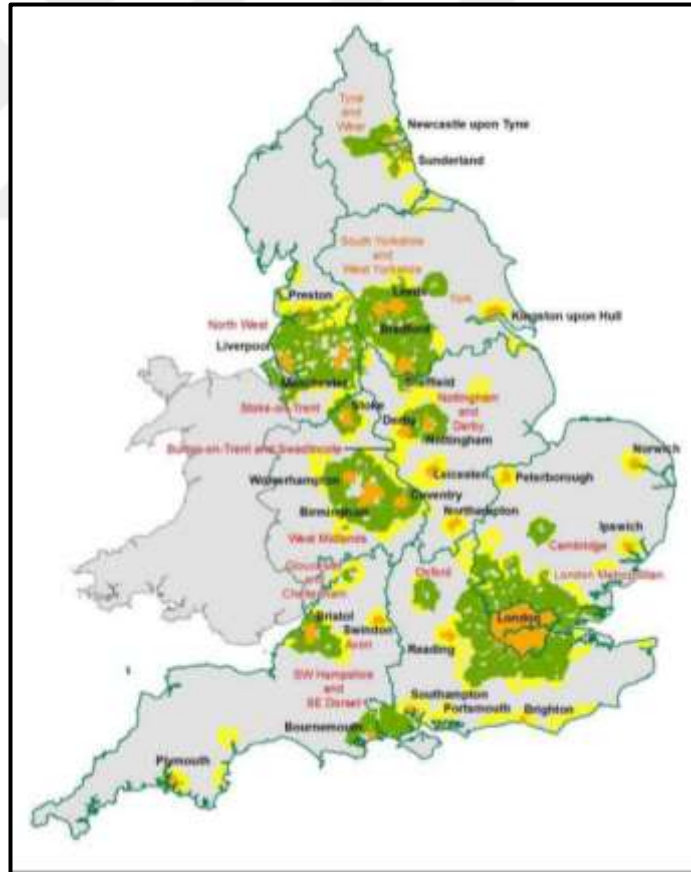 Tyne
and
Wear
Newcastle upon Tyne
Sunderland
South Yorkshire
and
West Yorkshire
Preston
Leeds
York
Kingston upon Hull
North West
Bradford
Liverpool
Manchester
Sheffield
Stoke-on-Trent
Stoke
Nottingham
and
Derby
Derby
Nottingham
Burton-on-Trent and Swadlincote
Norwich
Wolverhampton
Leicester
Peterborough
Coventry
Birmingham
Northampton
Ipswich
West Midlands
Cambridge
Gloucester
and
Cheltenham
Oxford
London Metropolitan
Bristol
London
Swindon
Avon
Reading
SW Hampshire
and
SE Dorset
Southampton
Portsmouth
Brighton
Bournemouth
Plymouth